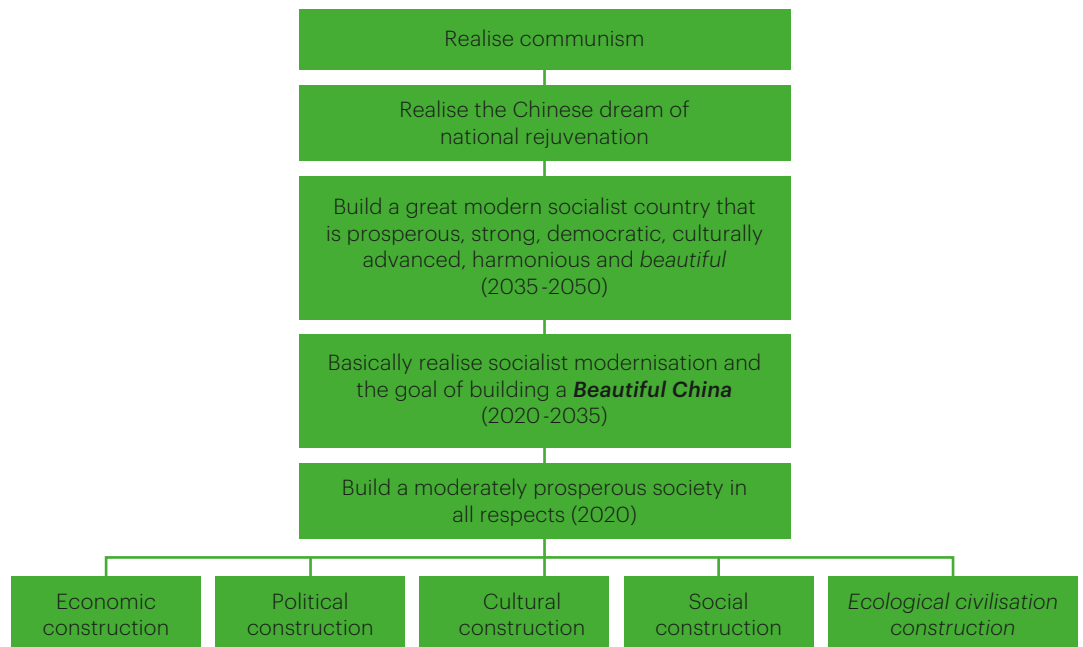 Realise communism
Realise the Chinese dream of
national rejuvenation
Build a great modern socialist country that
is prosperous, strong, democratic, culturally
advanced, harmonious and beautiful
(2035-2050)
Basically realise socialist modernisation and
the goal of building a Beautiful China
(2020-2035)
Build a moderately prosperous society in
all respects (2020)
Economic
construction
Political
construction
Cultural
construction
Social
construction
Ecological civilisation
construction